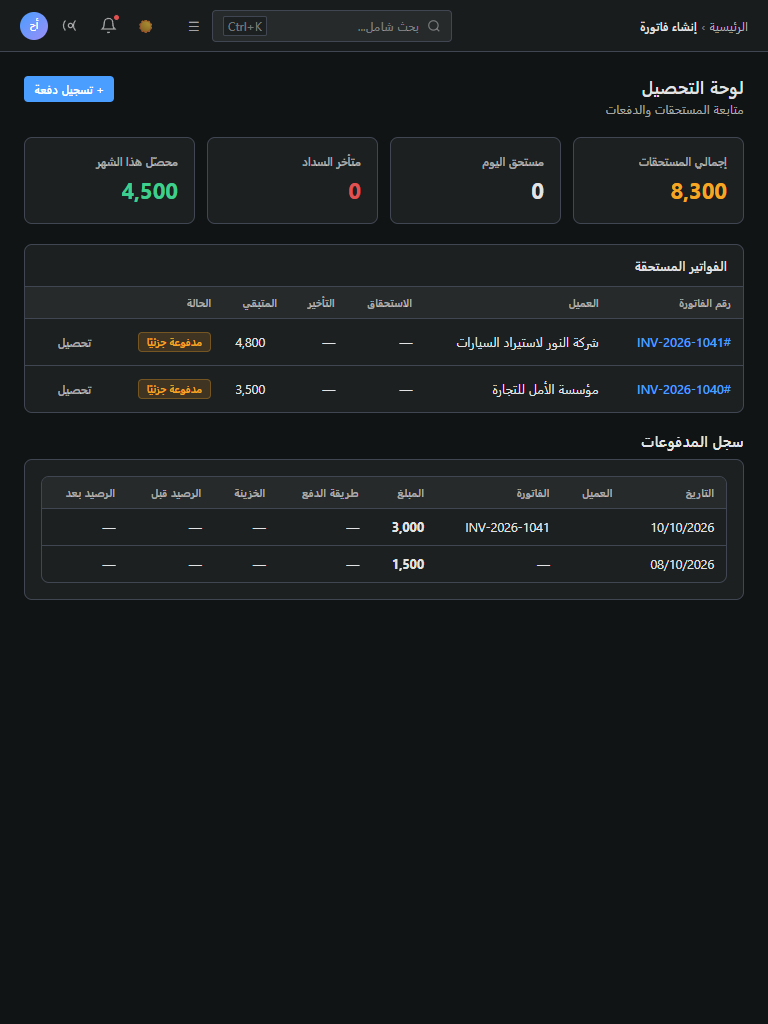 الرئيسية › إنشاء فاتورة
بحث شامل... Ctrl+K
☰
أج
لوحة التحصيل
متابعة المستحقات والدفعات
+ تسجيل دفعة
إجمالي المستحقات
8,300
مستحق اليوم
0
متأخر السداد
0
محصل هذا الشهر
4,500
الفواتير المستحقة
رقم الفاتورة العميل الاستحقاق التأخير المتبقي الحالة
#INV-2026-1041 شركة النور لاستيراد السيارات — — 4,800 مدفوعة جزئيًا تحصيل
#INV-2026-1040 مؤسسة الأمل للتجارة — — 3,500 مدفوعة جزئيًا تحصيل
سجل المدفوعات
التاريخ العميل الفاتورة المبلغ طريقة الدفع الخزينة الرصيد قبل الرصيد بعد
10/10/2026 INV-2026-1041 3,000 — — — —
08/10/2026 — 1,500 — — — —